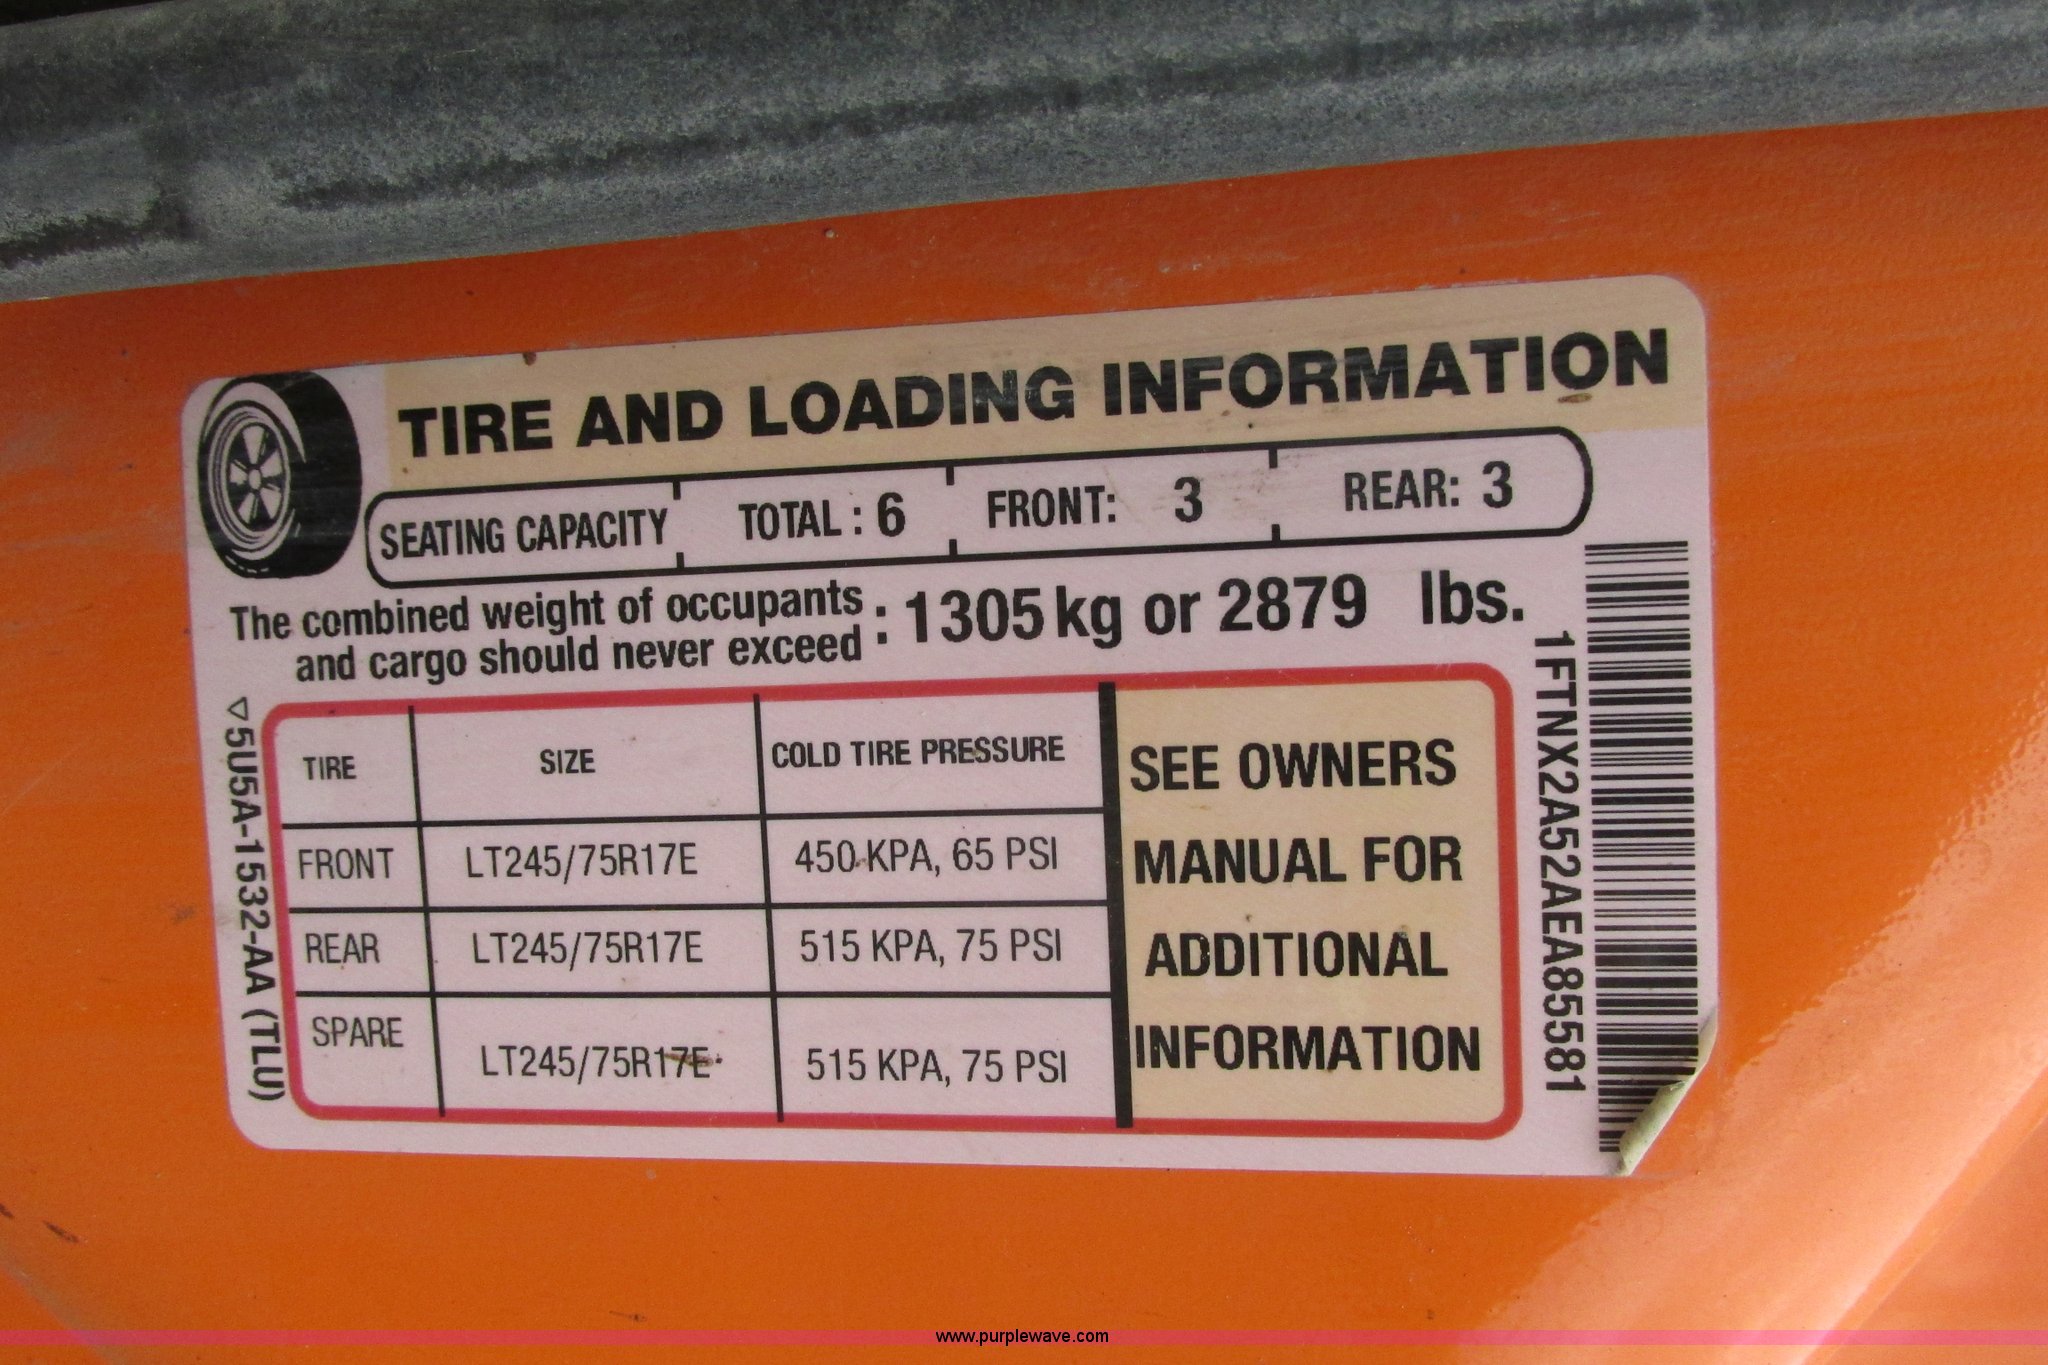 TIRE AND LOADING INFORMATION
SEATING CAPACITY TOTAL : 6 FRONT: 3 REAR: 3
The combined weight of occupants
and cargo should never exceed : 1305 kg or 2879 lbs.
TIRE SIZE COLD TIRE PRESSURE
FRONT LT245/75R17E 450 KPA, 65 PSI
REAR LT245/75R17E 515 KPA, 75 PSI
SPARE LT245/75R17E 515 KPA, 75 PSI
SEE OWNERS
MANUAL FOR
ADDITIONAL
INFORMATION
5U5A-1532-AA (TLU)
1FTNX2A52AEA85581
www.purplewave.com